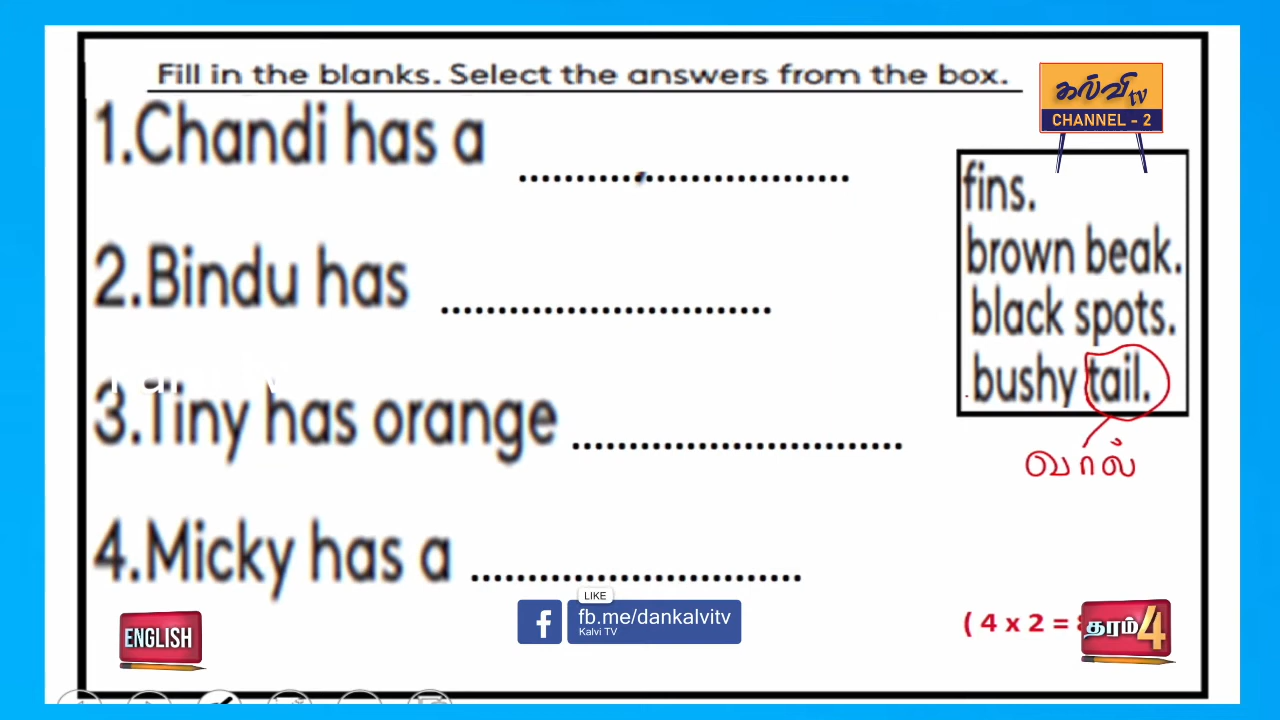 Fill in the blanks. Select the answers from the box.
கல்வி tv
CHANNEL - 2
1.Chandi has a ..............................
2.Bindu has ..............................
3.Tiny has orange ..............................
4.Micky has a ..............................
fins.
brown beak.
black spots.
bushy tail.
வால்
LIKE
fb.me/dankalvitv
Kalvi TV
ENGLISH
( 4 x 2 =
தரம் 4